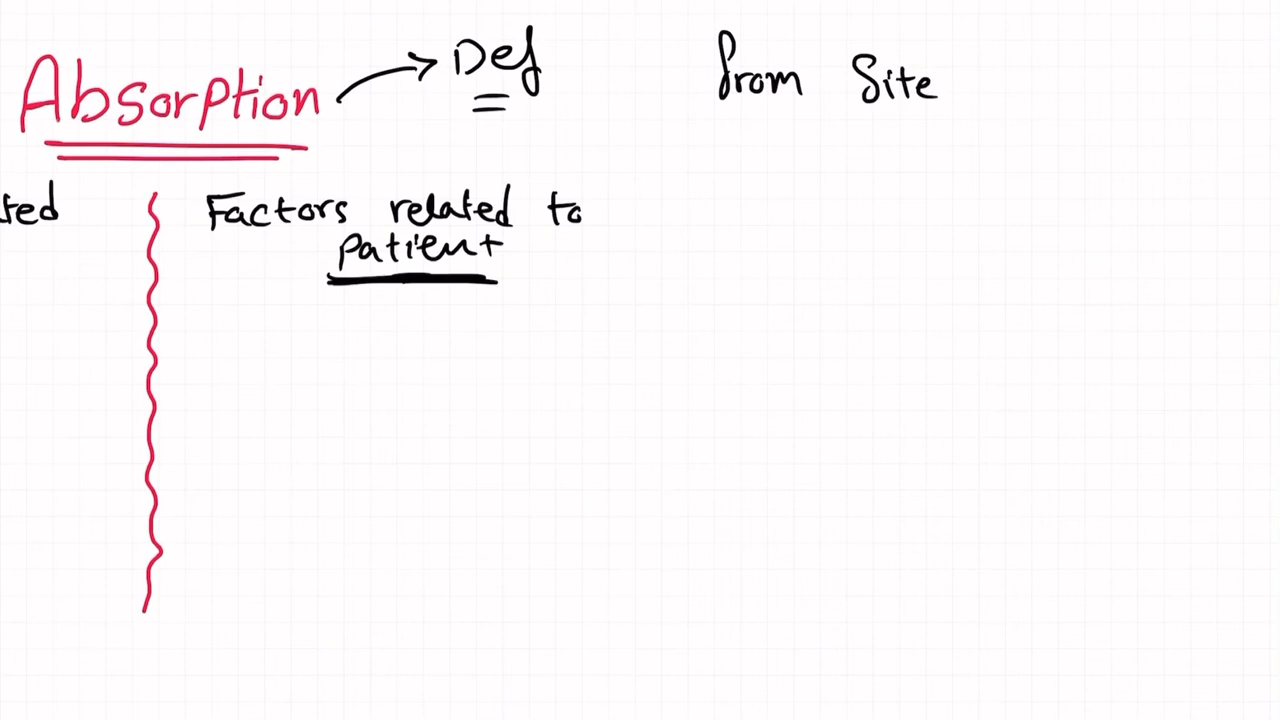 Absorption
Def
from Site
ted
Factors related to
patient